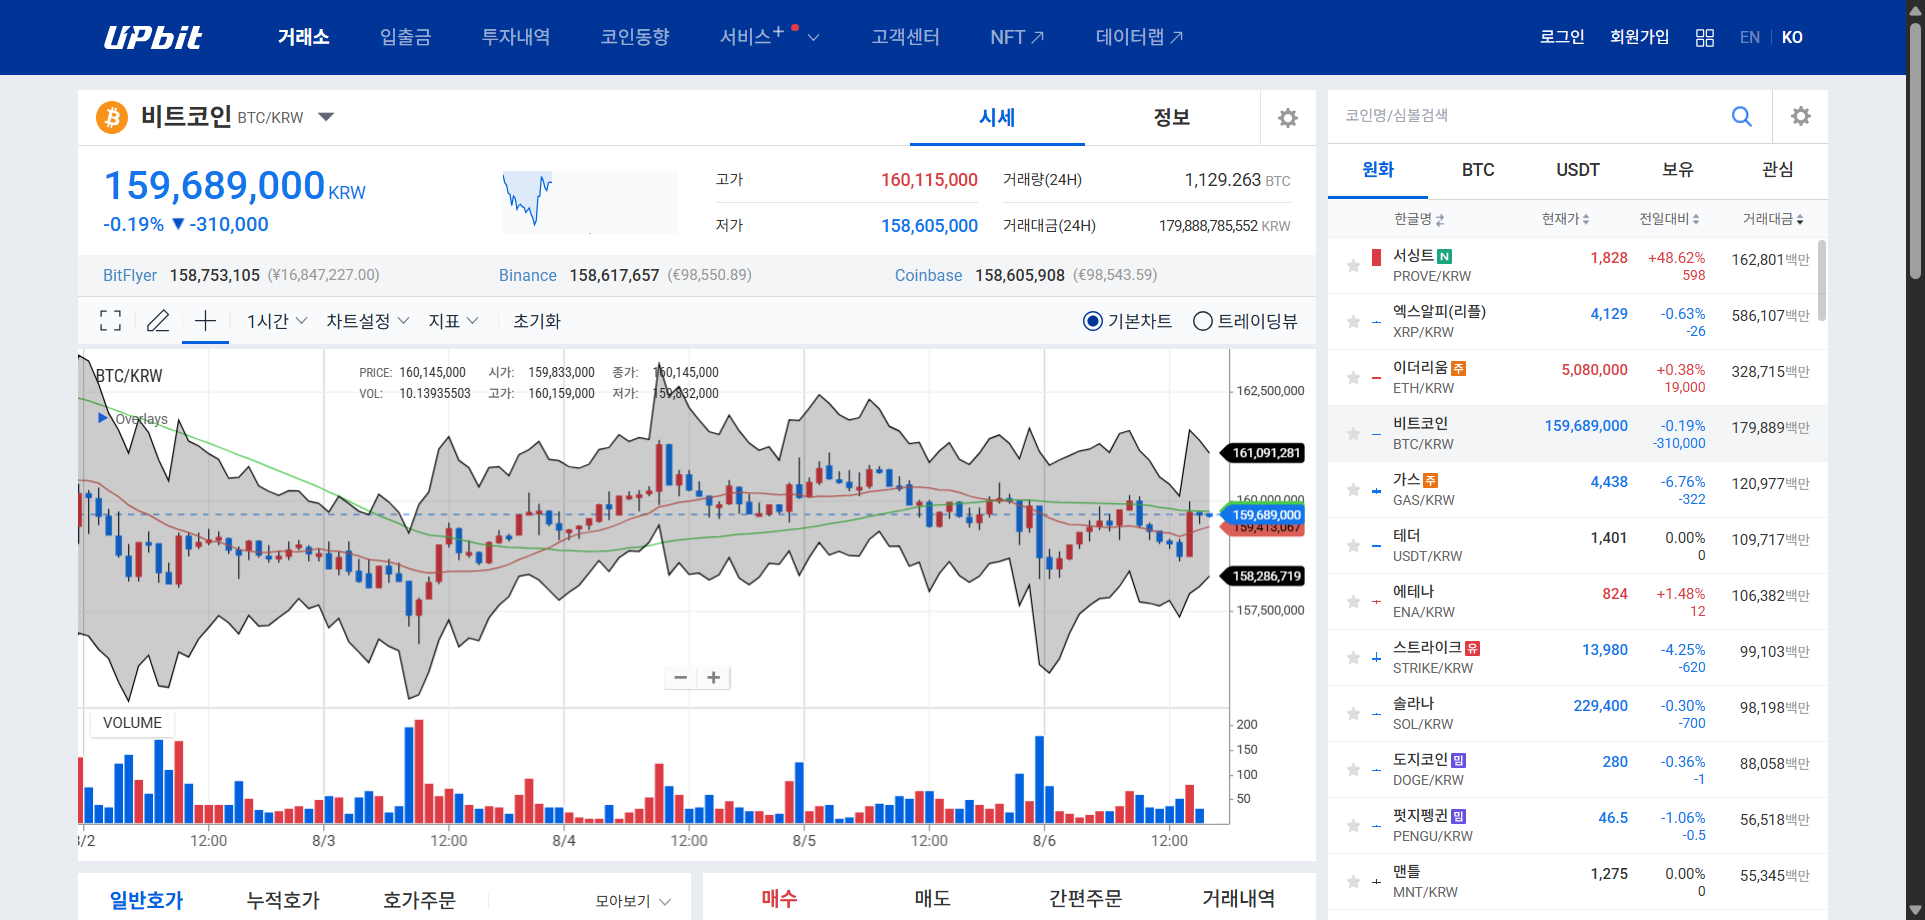 UPbit 거래소 입출금 투자내역 코인동향 서비스+ 고객센터 NFT 데이터랩 로그인 회원가입 EN KO
비트코인 BTC/KRW 시세 정보
159,689,000 KRW
-0.19% ▼ -310,000
고가 160,115,000 거래량(24H) 1,129.263 BTC
저가 158,605,000 거래대금(24H) 179,888,785,552 KRW
BitFlyer 158,753,105 (¥16,847,227.00) Binance 158,617,657 (€98,550.89) Coinbase 158,605,908 (€98,543.59)
1시간 차트설정 지표 초기화 기본차트 트레이딩뷰
BTC/KRW
PRICE: 160,145,000 시가: 159,833,000 종가: 160,145,000
VOL: 10.13935503 고가: 160,159,000 저가: 159,832,000
Overlays
162,500,000
161,091,281
160,000,000
159,689,000
159,413,067
158,286,719
157,500,000
− +
VOLUME
200
150
100
50
8/2 12:00 8/3 12:00 8/4 12:00 8/5 12:00 8/6 12:00
일반호가 누적호가 호가주문 모아보기
매수 매도 간편주문 거래내역
코인명/심볼검색
원화 BTC USDT 보유 관심
한글명 현재가 전일대비 거래대금
서싱트 N 1,828 +48.62% 162,801백만
PROVE/KRW 598
엑스알피(리플) 4,129 -0.63% 586,107백만
XRP/KRW -26
이더리움 주 5,080,000 +0.38% 328,715백만
ETH/KRW 19,000
비트코인 159,689,000 -0.19% 179,889백만
BTC/KRW -310,000
가스 주 4,438 -6.76% 120,977백만
GAS/KRW -322
테더 1,401 0.00% 109,717백만
USDT/KRW 0
에테나 824 +1.48% 106,382백만
ENA/KRW 12
스트라이크 유 13,980 -4.25% 99,103백만
STRIKE/KRW -620
솔라나 229,400 -0.30% 98,198백만
SOL/KRW -700
도지코인 밈 280 -0.36% 88,058백만
DOGE/KRW -1
펏지펭귄 밈 46.5 -1.06% 56,518백만
PENGU/KRW -0.5
맨틀 1,275 0.00% 55,345백만
MNT/KRW 0